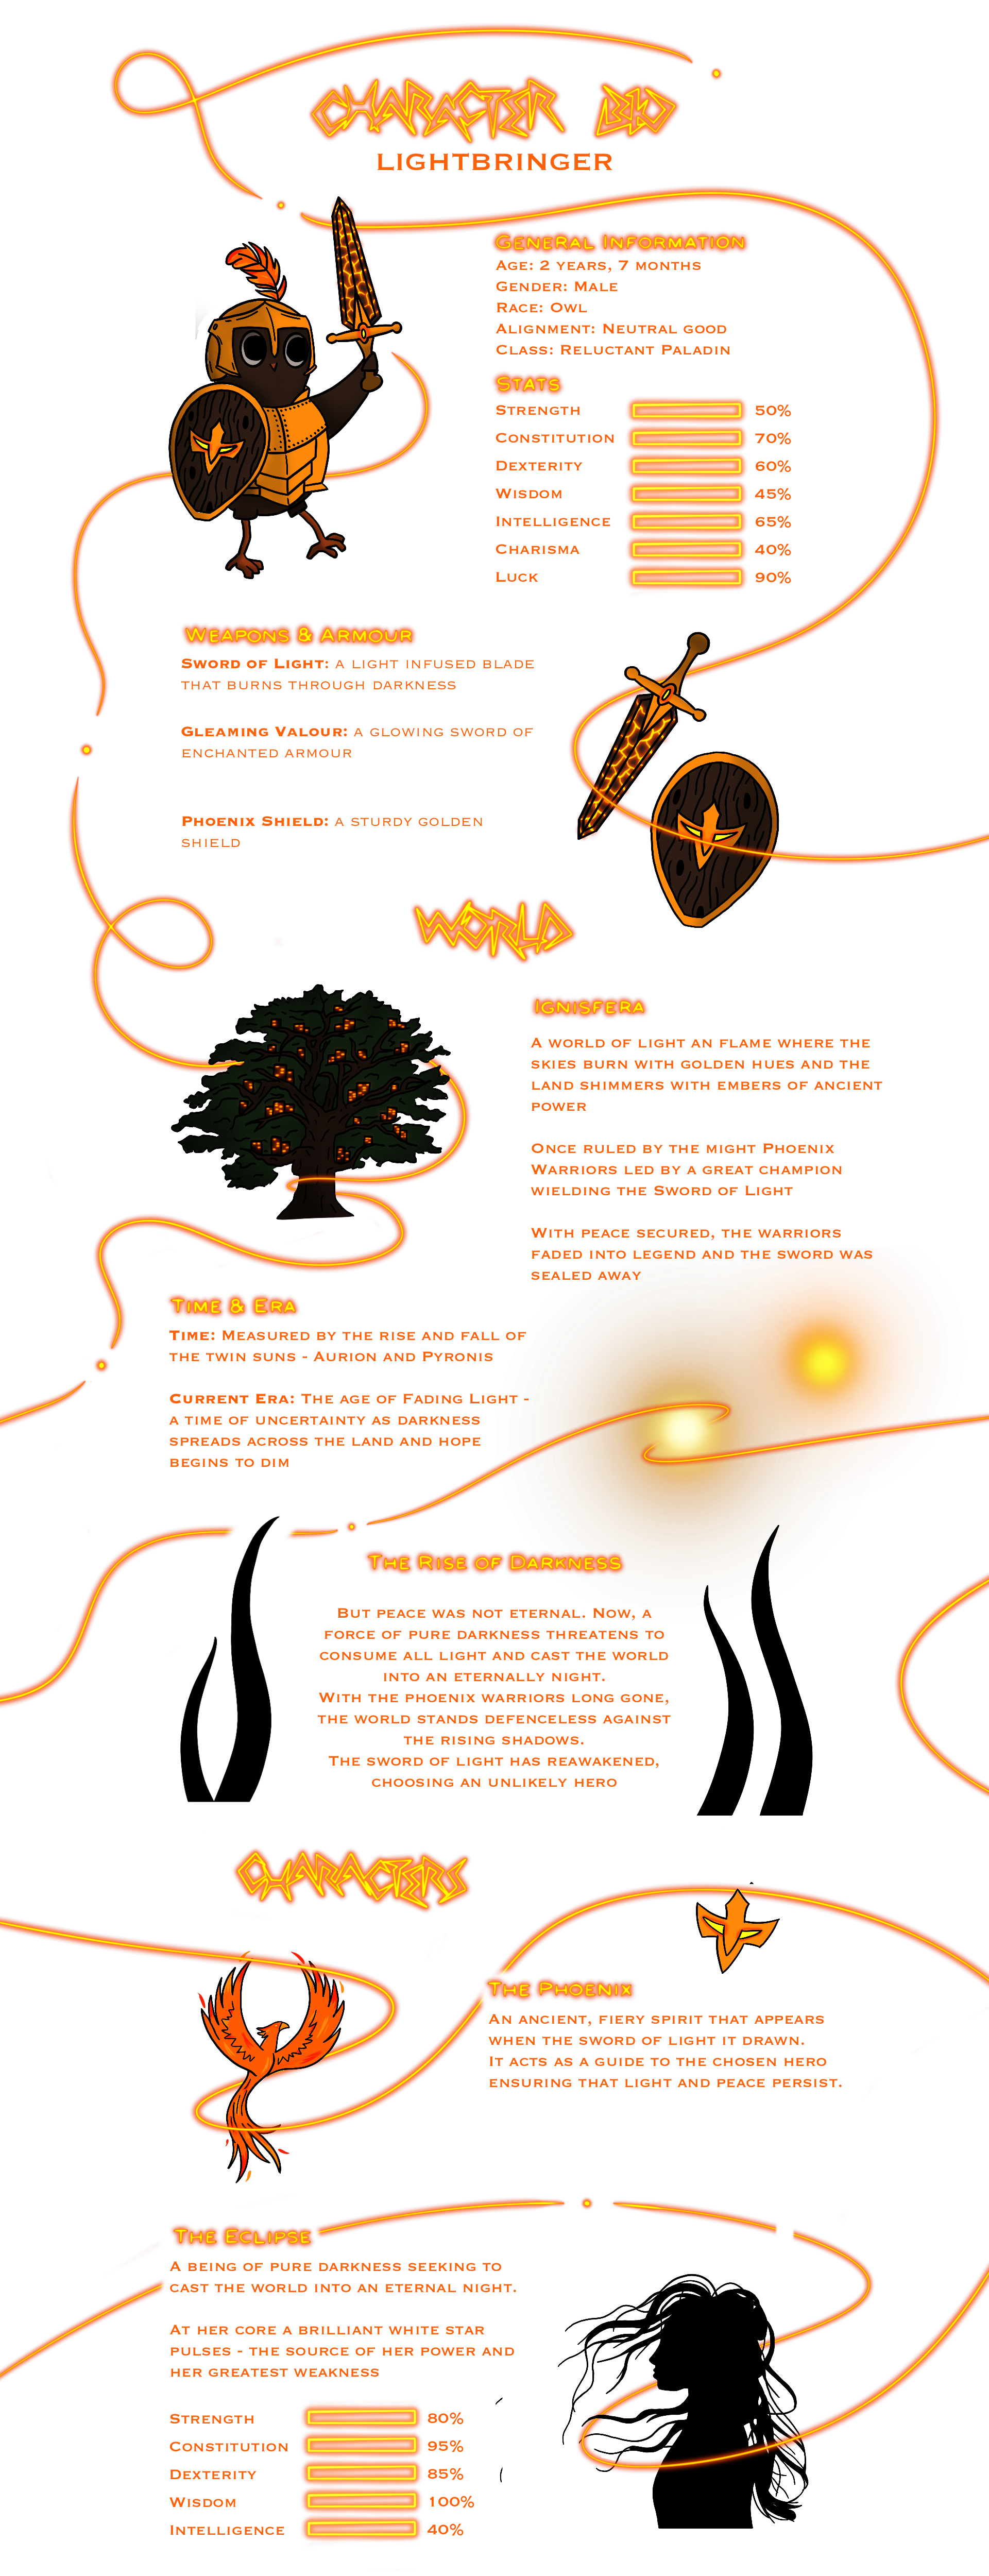 CHARACTER BIO
LIGHTBRINGER
GENERAL INFORMATION
AGE: 2 YEARS, 7 MONTHS
GENDER: MALE
RACE: OWL
ALIGNMENT: NEUTRAL GOOD
CLASS: RELUCTANT PALADIN
STATS
STRENGTH 50%
CONSTITUTION 70%
DEXTERITY 60%
WISDOM 45%
INTELLIGENCE 65%
CHARISMA 40%
LUCK 90%
WEAPONS & ARMOUR
SWORD OF LIGHT: A LIGHT INFUSED BLADE
THAT BURNS THROUGH DARKNESS
GLEAMING VALOUR: A GLOWING SWORD OF
ENCHANTED ARMOUR
PHOENIX SHIELD: A STURDY GOLDEN
SHIELD
WORLD
IGNISFERA
A WORLD OF LIGHT AN FLAME WHERE THE
SKIES BURN WITH GOLDEN HUES AND THE
LAND SHIMMERS WITH EMBERS OF ANCIENT
POWER
ONCE RULED BY THE MIGHT PHOENIX
WARRIORS LED BY A GREAT CHAMPION
WIELDING THE SWORD OF LIGHT
WITH PEACE SECURED, THE WARRIORS
FADED INTO LEGEND AND THE SWORD WAS
SEALED AWAY
TIME & ERA
TIME: MEASURED BY THE RISE AND FALL OF
THE TWIN SUNS - AURION AND PYRONIS
CURRENT ERA: THE AGE OF FADING LIGHT -
A TIME OF UNCERTAINTY AS DARKNESS
SPREADS ACROSS THE LAND AND HOPE
BEGINS TO DIM
THE RISE OF DARKNESS
BUT PEACE WAS NOT ETERNAL. NOW, A
FORCE OF PURE DARKNESS THREATENS TO
CONSUME ALL LIGHT AND CAST THE WORLD
INTO AN ETERNALLY NIGHT.
WITH THE PHOENIX WARRIORS LONG GONE,
THE WORLD STANDS DEFENCELESS AGAINST
THE RISING SHADOWS.
THE SWORD OF LIGHT HAS REAWAKENED,
CHOOSING AN UNLIKELY HERO
CHARACTERS
THE PHOENIX
AN ANCIENT, FIERY SPIRIT THAT APPEARS
WHEN THE SWORD OF LIGHT IT DRAWN.
IT ACTS AS A GUIDE TO THE CHOSEN HERO
ENSURING THAT LIGHT AND PEACE PERSIST.
THE ECLIPSE
A BEING OF PURE DARKNESS SEEKING TO
CAST THE WORLD INTO AN ETERNAL NIGHT.
AT HER CORE A BRILLIANT WHITE STAR
PULSES - THE SOURCE OF HER POWER AND
HER GREATEST WEAKNESS
STRENGTH 80%
CONSTITUTION 95%
DEXTERITY 85%
WISDOM 100%
INTELLIGENCE 40%